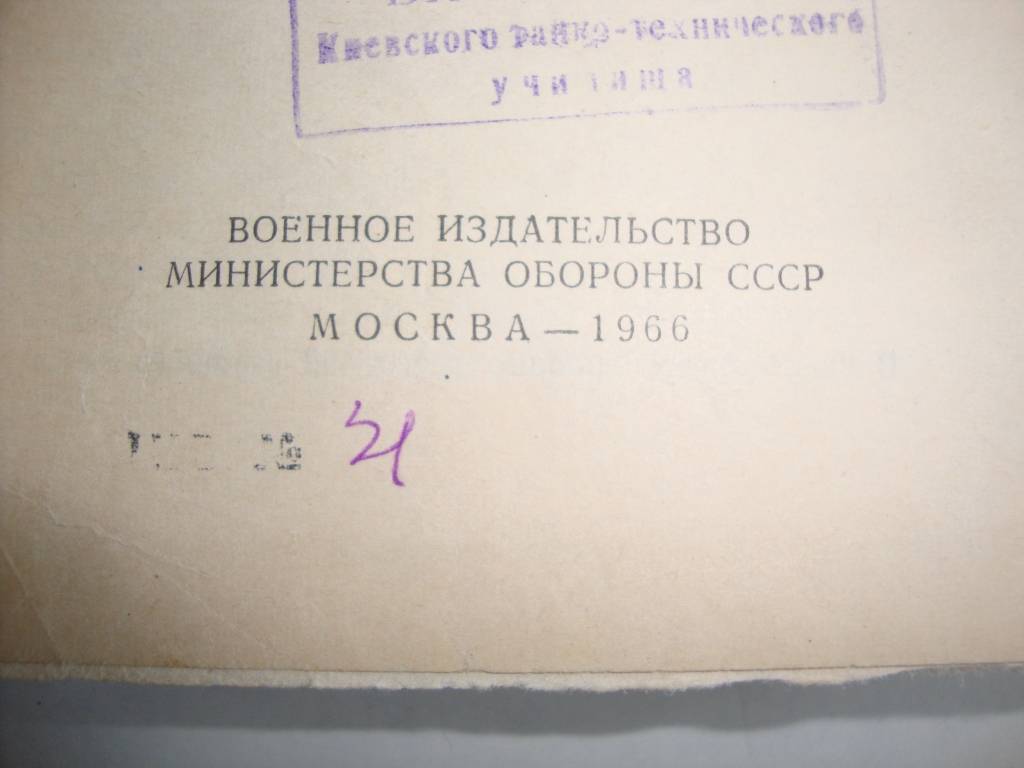 Киевского радио-технического
училища
ВОЕННОЕ ИЗДАТЕЛЬСТВО
МИНИСТЕРСТВА ОБОРОНЫ СССР
МОСКВА — 1966
21